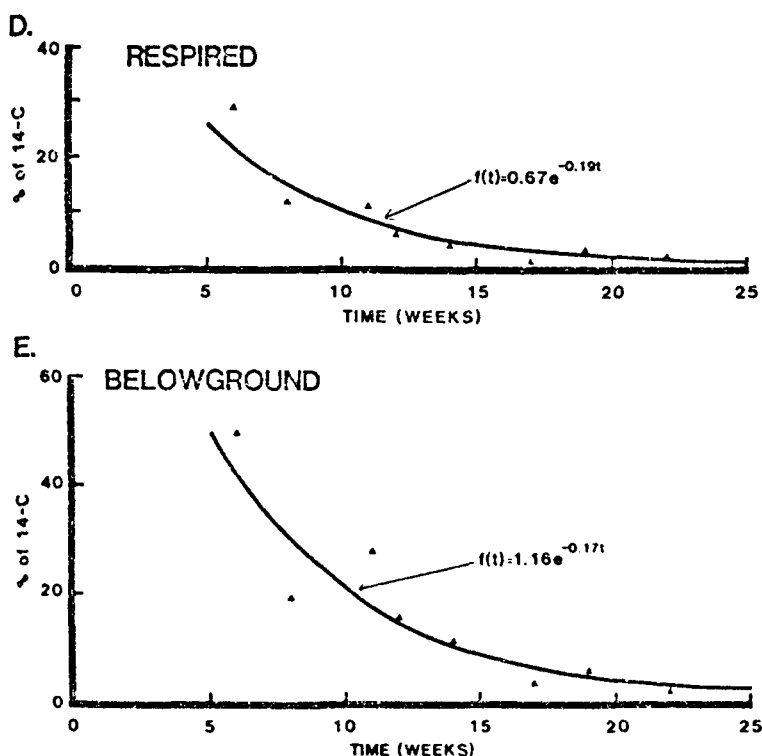 D.
RESPIRED
40
20
0
% of 14-C
f(t)=0.67e^-0.19t
0 5 10 15 20 25
TIME (WEEKS)
E.
BELOWGROUND
60
40
20
0
% of 14-C
f(t)=1.16e^-0.17t
0 5 10 15 20 25
TIME (WEEKS)